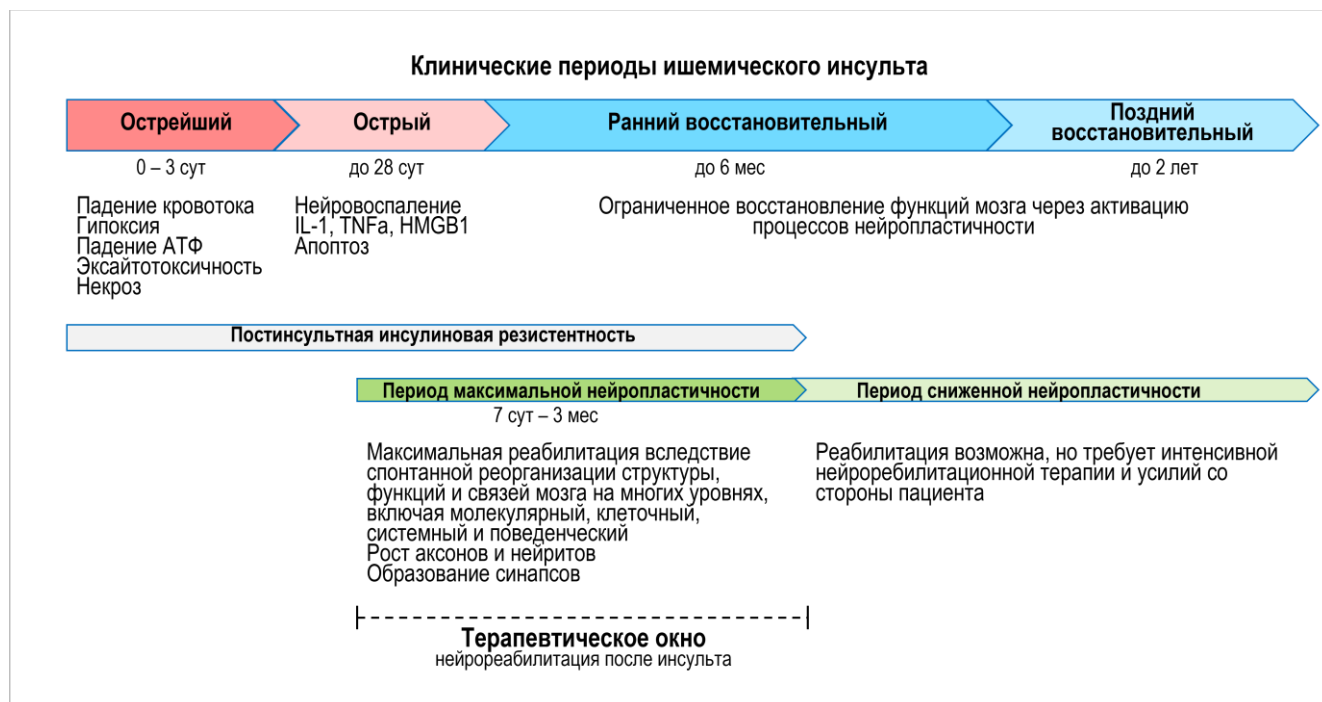 Клинические периоды ишемического инсульта
Острейший
Острый
Ранний восстановительный
Поздний
восстановительный
0 – 3 сут
до 28 сут
до 6 мес
до 2 лет
Падение кровотока
Гипоксия
Падение АТФ
Эксайтотоксичность
Некроз
Нейровоспаление
IL-1, TNFa, HMGB1
Апоптоз
Ограниченное восстановление функций мозга через активацию
процессов нейропластичности
Постинсультная инсулиновая резистентность
Период максимальной нейропластичности
Период сниженной нейропластичности
7 сут – 3 мес
Максимальная реабилитация вследствие
спонтанной реорганизации структуры,
функций и связей мозга на многих уровнях,
включая молекулярный, клеточный,
системный и поведенческий
Рост аксонов и нейритов
Образование синапсов
Реабилитация возможна, но требует интенсивной
нейроребилитационной терапии и усилий со
стороны пациента
Терапевтическое окно
нейрореабилитация после инсульта